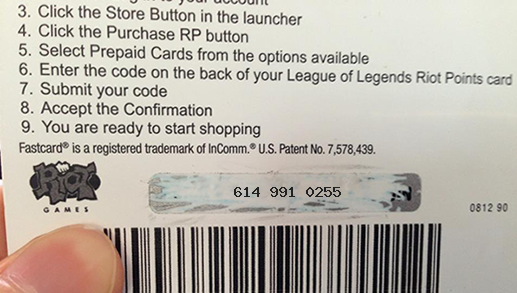 3. Click the Store Button in the launcher
4. Click the Purchase RP button
5. Select Prepaid Cards from the options available
6. Enter the code on the back of your League of Legends Riot Points card
7. Submit your code
8. Accept the Confirmation
9. You are ready to start shopping
Fastcard® is a registered trademark of InComm.® U.S. Patent No. 7,578,439.
RIOT
GAMES
614 991 0255
0812 90